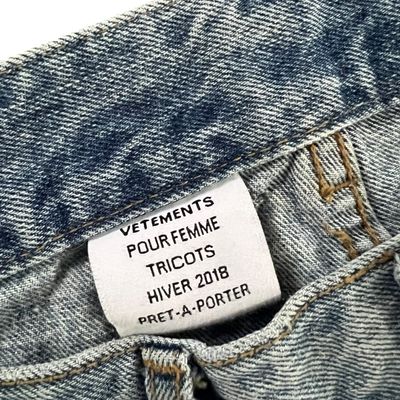 VETEMENTS
POUR FEMME
TRICOTS
HIVER 2018
PRET-A-PORTER